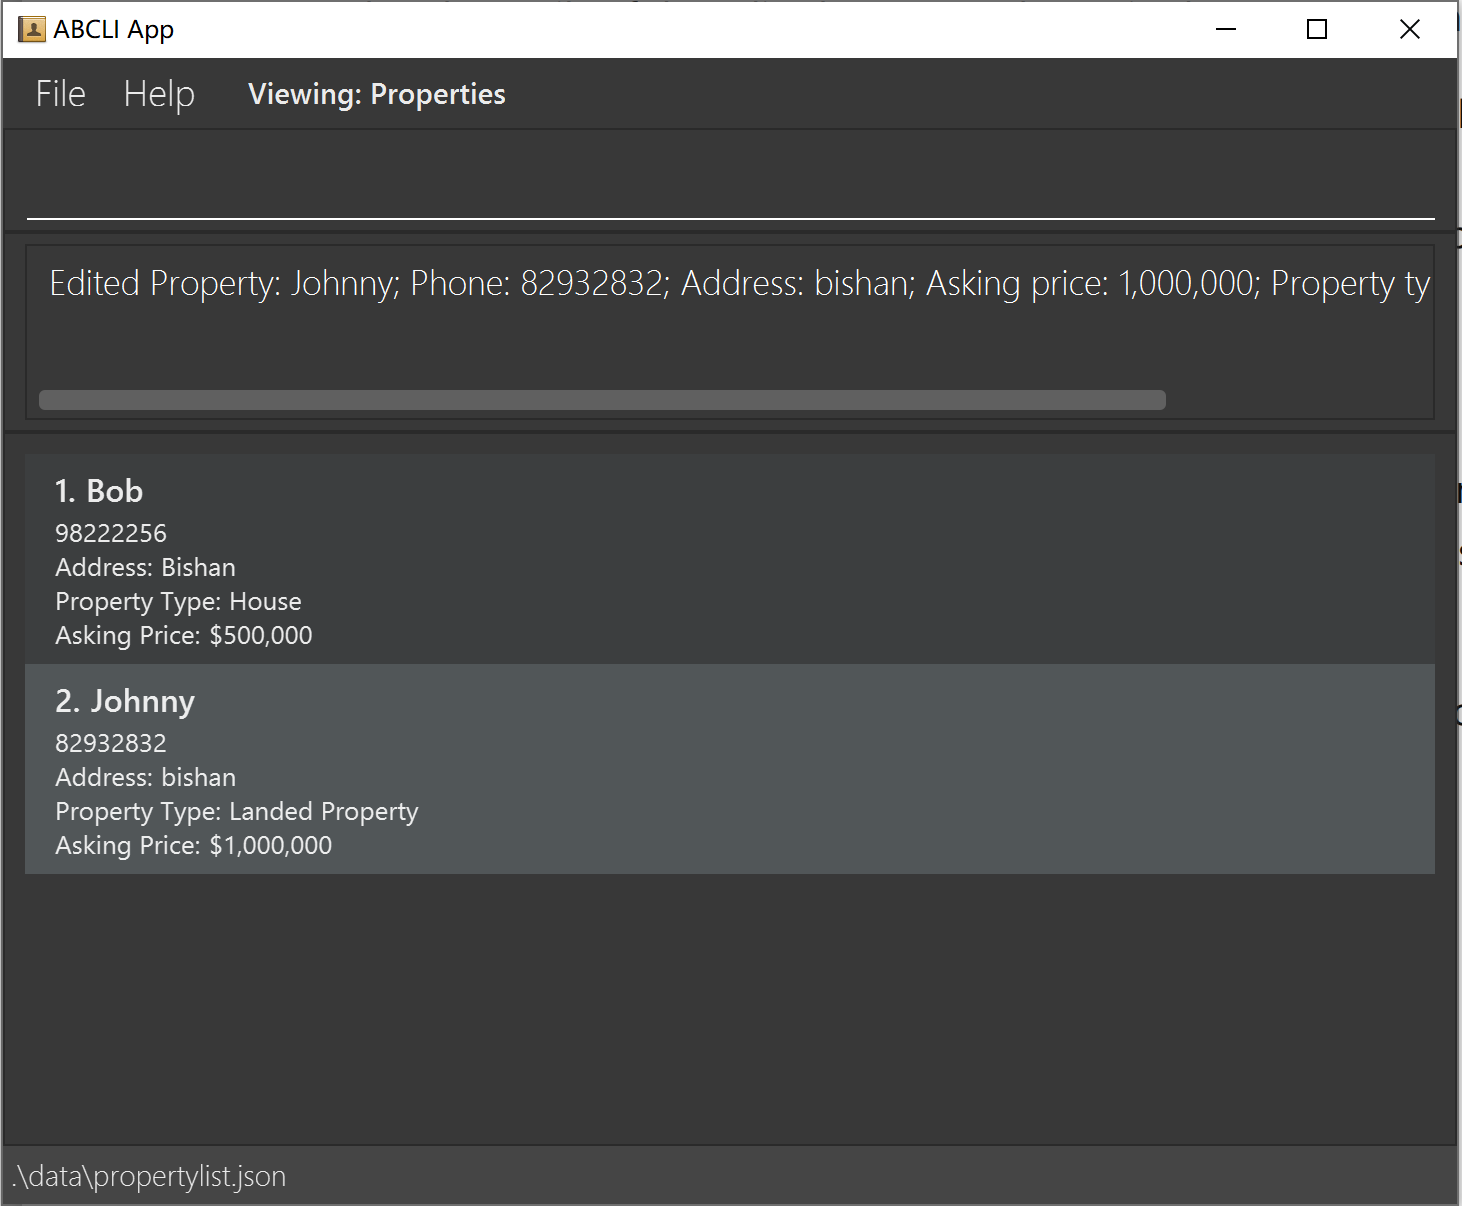 ABCLI App
File Help Viewing: Properties
Edited Property: Johnny; Phone: 82932832; Address: bishan; Asking price: 1,000,000; Property ty
1. Bob
98222256
Address: Bishan
Property Type: House
Asking Price: $500,000
2. Johnny
82932832
Address: bishan
Property Type: Landed Property
Asking Price: $1,000,000
.\data\propertylist.json